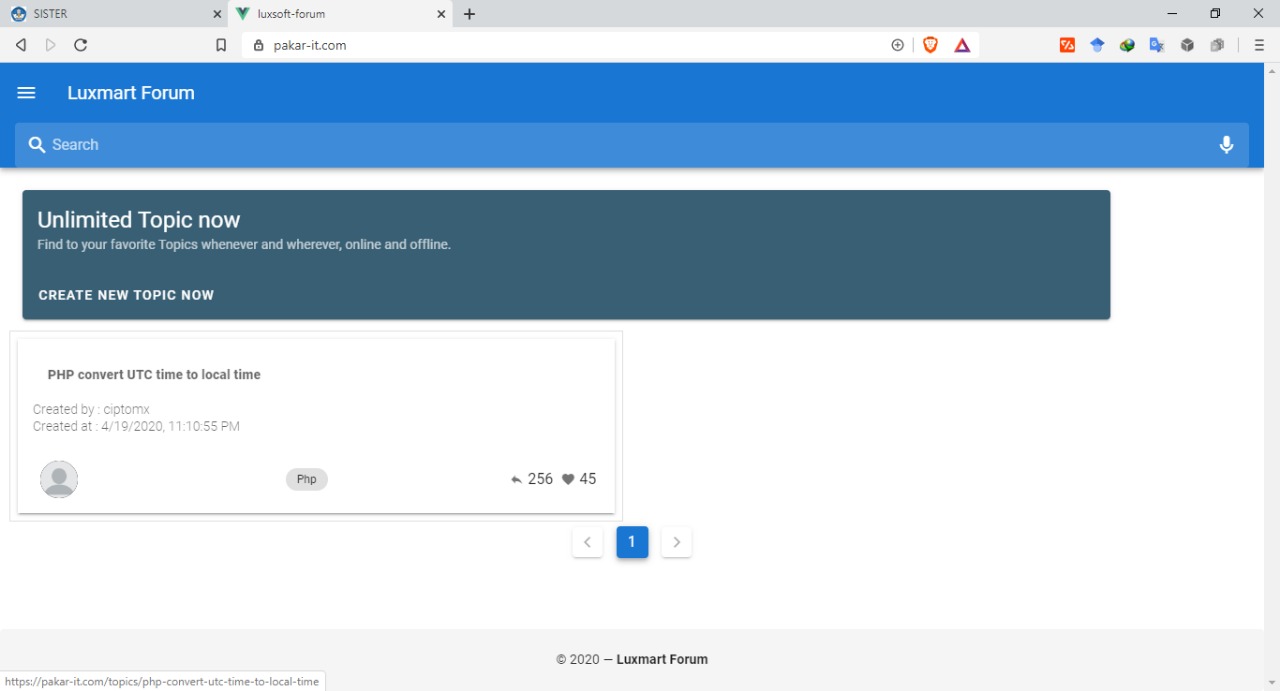 SISTER
luxsoft-forum
pakar-it.com
Luxmart Forum
Search
Unlimited Topic now
Find to your favorite Topics whenever and wherever, online and offline.
CREATE NEW TOPIC NOW
PHP convert UTC time to local time
Created by : ciptomx
Created at : 4/19/2020, 11:10:55 PM
Php
256 45
1
© 2020 — Luxmart Forum
https://pakar-it.com/topics/php-convert-utc-time-to-local-time